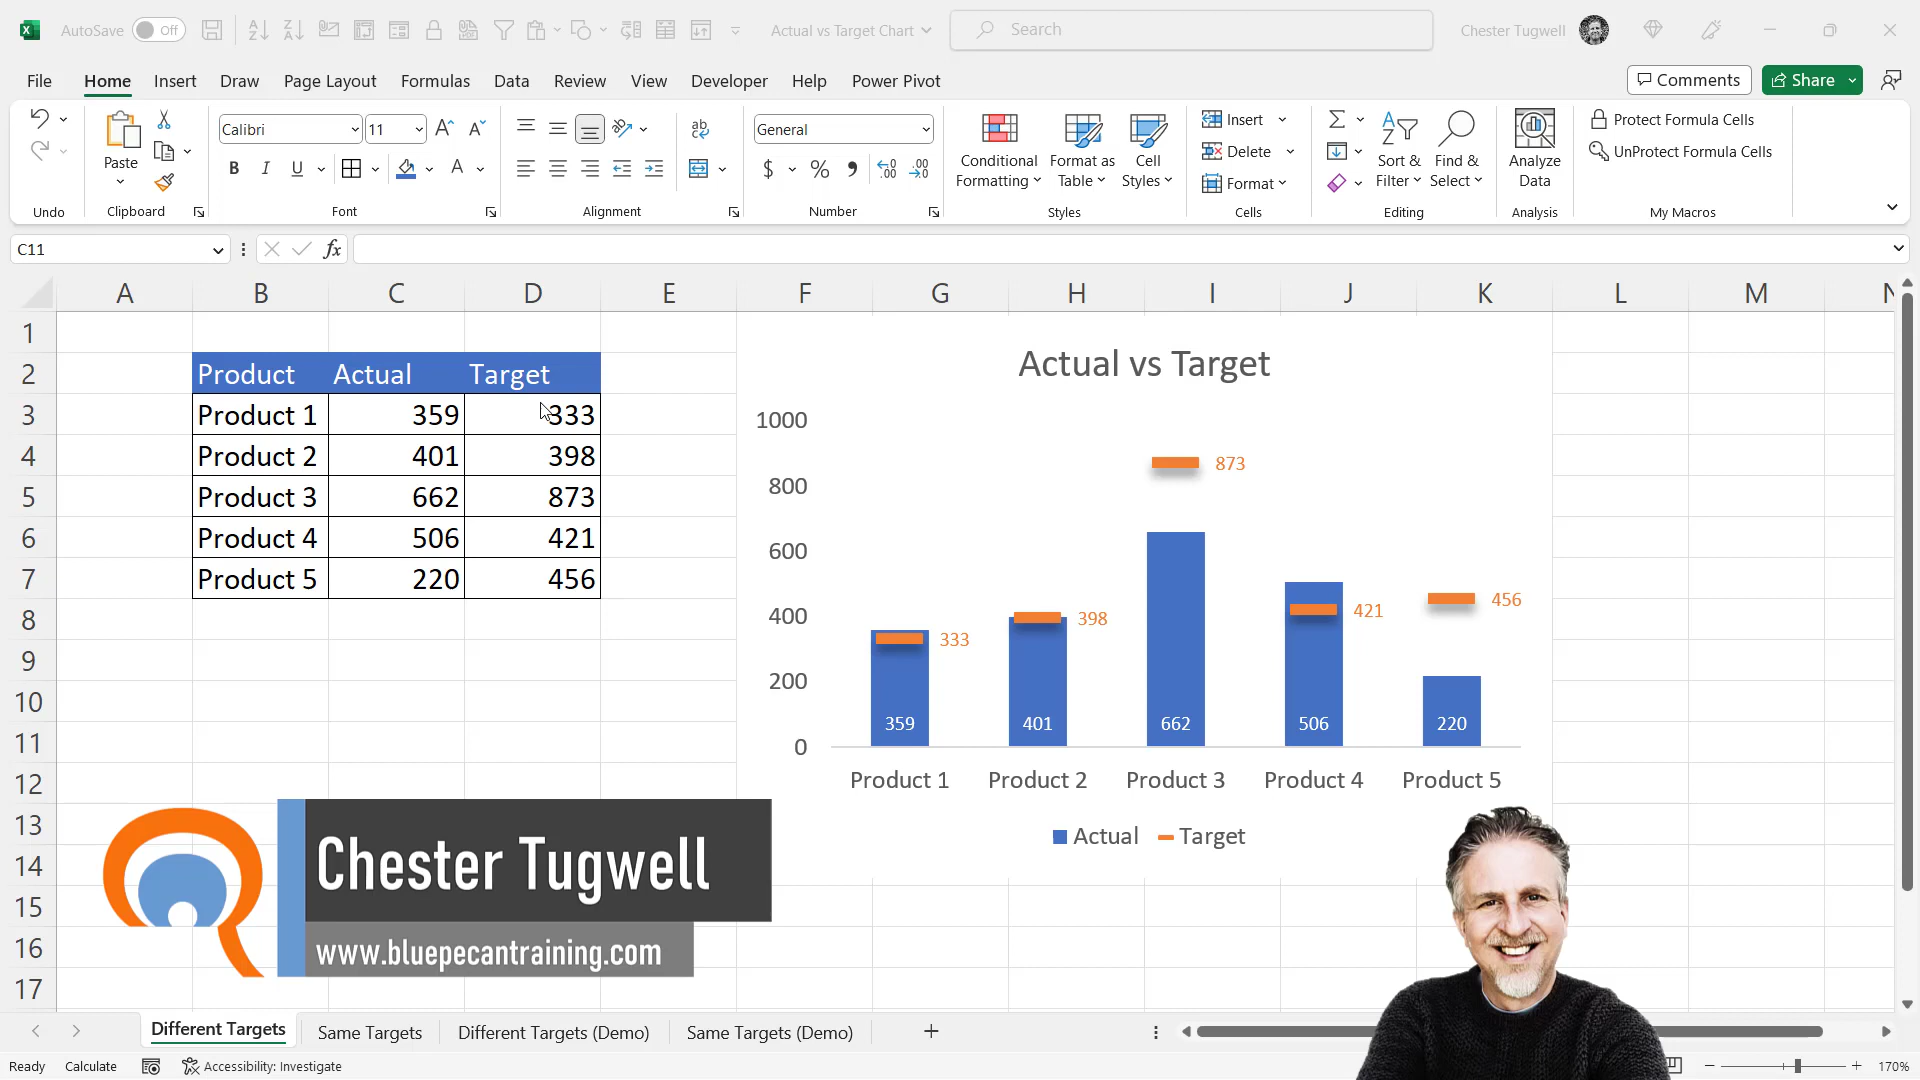 AutoSave Off Actual vs Target Chart Search Chester Tugwell
File Home Insert Draw Page Layout Formulas Data Review View Developer Help Power Pivot Comments Share
Calibri 11 General Insert Protect Formula Cells
Paste B I U A $ % Conditional Formatting Format as Table Cell Styles Delete Sort & Filter Find & Select Analyze Data UnProtect Formula Cells
Format
Undo Clipboard Font Alignment Number Styles Cells Editing Analysis My Macros
C11 fx
A B C D E F G H I J K L M N
1
2 Product Actual Target
3 Product 1 359 333
4 Product 2 401 398
5 Product 3 662 873
6 Product 4 506 421
7 Product 5 220 456
8
9
10
11
12
13
14
15
16
17
Actual vs Target
1000
800
600
400
200
0
873
333
398
421
456
359
401
662
506
220
Product 1 Product 2 Product 3 Product 4 Product 5
Actual Target
Chester Tugwell
www.bluepecantraining.com
Different Targets Same Targets Different Targets (Demo) Same Targets (Demo)
Ready Calculate Accessibility: Investigate 170%